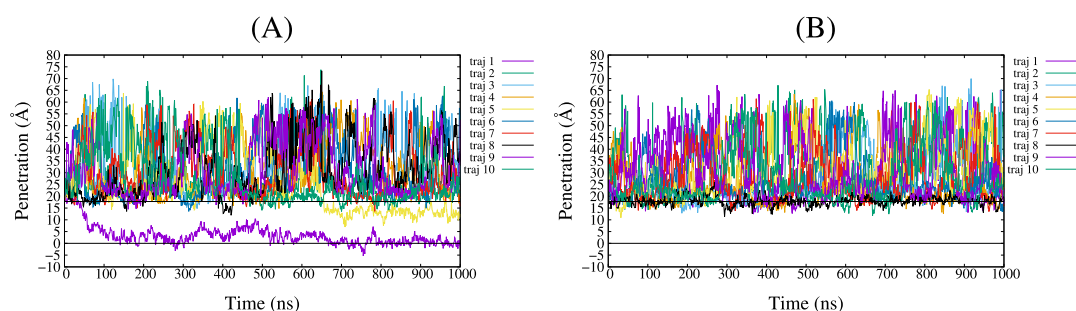 (A)
Penetration (Å)
80
75
70
65
60
55
50
45
40
35
30
25
20
15
10
5
0
−5
−10
0 100 200 300 400 500 600 700 800 900 1000
Time (ns)
traj 1
traj 2
traj 3
traj 4
traj 5
traj 6
traj 7
traj 8
traj 9
traj 10
(B)
Penetration (Å)
80
75
70
65
60
55
50
45
40
35
30
25
20
15
10
5
0
−5
−10
0 100 200 300 400 500 600 700 800 900 1000
Time (ns)
traj 1
traj 2
traj 3
traj 4
traj 5
traj 6
traj 7
traj 8
traj 9
traj 10